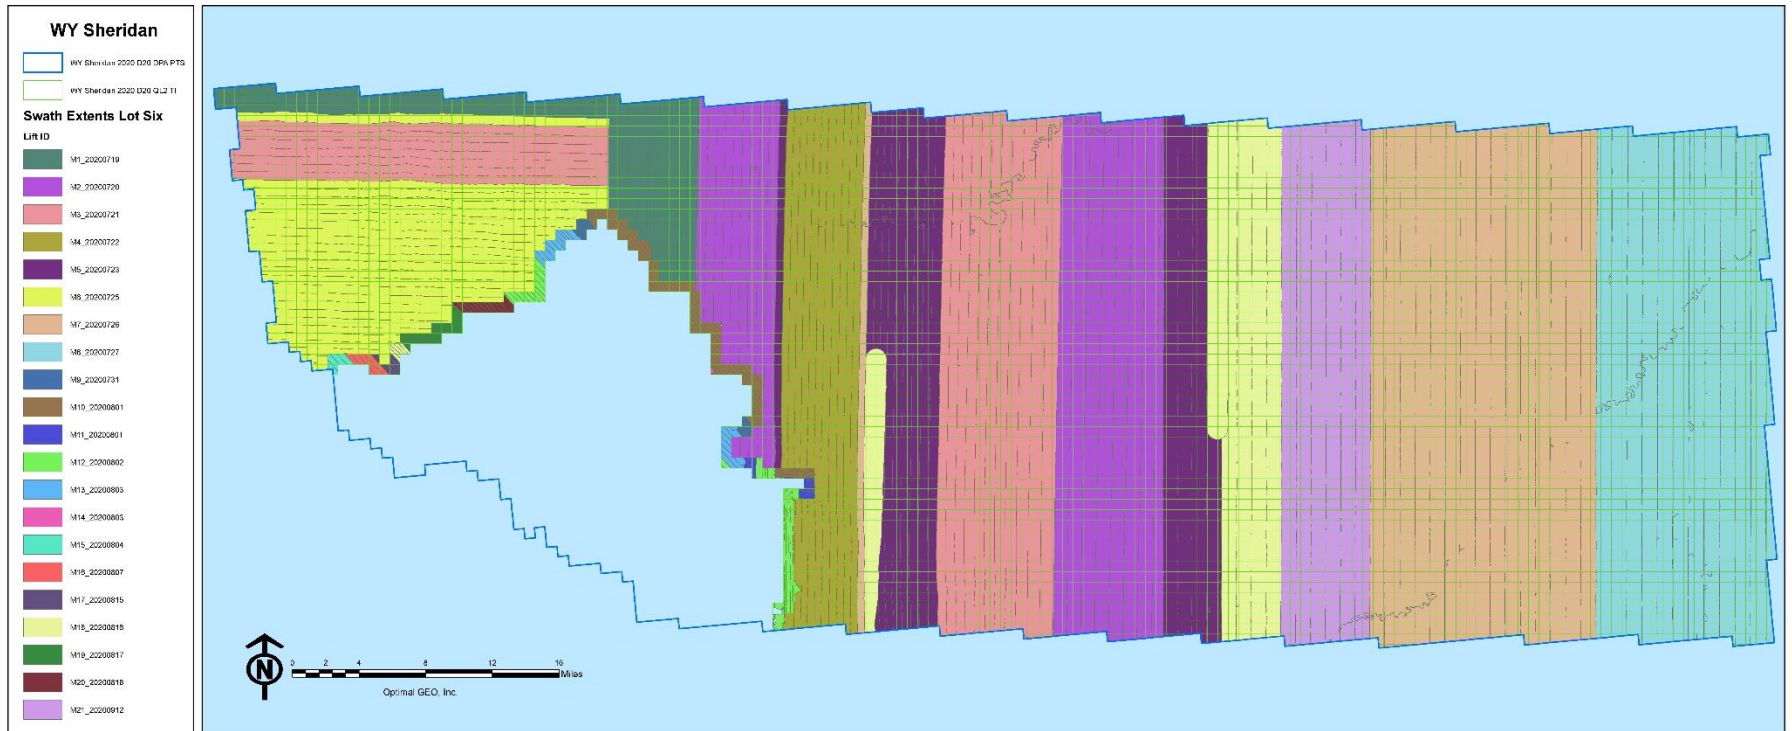 WY Sheridan
WY Sheridan 2020 D20 DPA PTS
WY Sheridan 2020 D20 QL2 TI
Swath Extents Lot Six
Lift ID
M1_20200719
M2_20200720
M3_20200721
M4_20200722
M5_20200723
M6_20200725
M7_20200726
M8_20200727
M9_20200731
M10_20200801
M11_20200801
M12_20200802
M13_20200803
M14_20200803
M15_20200804
M16_20200807
M17_20200815
M18_20200816
M19_20200817
M20_20200818
M21_20200912
N
0 2 4 8 12 16
Miles
Optimal GEO, Inc.